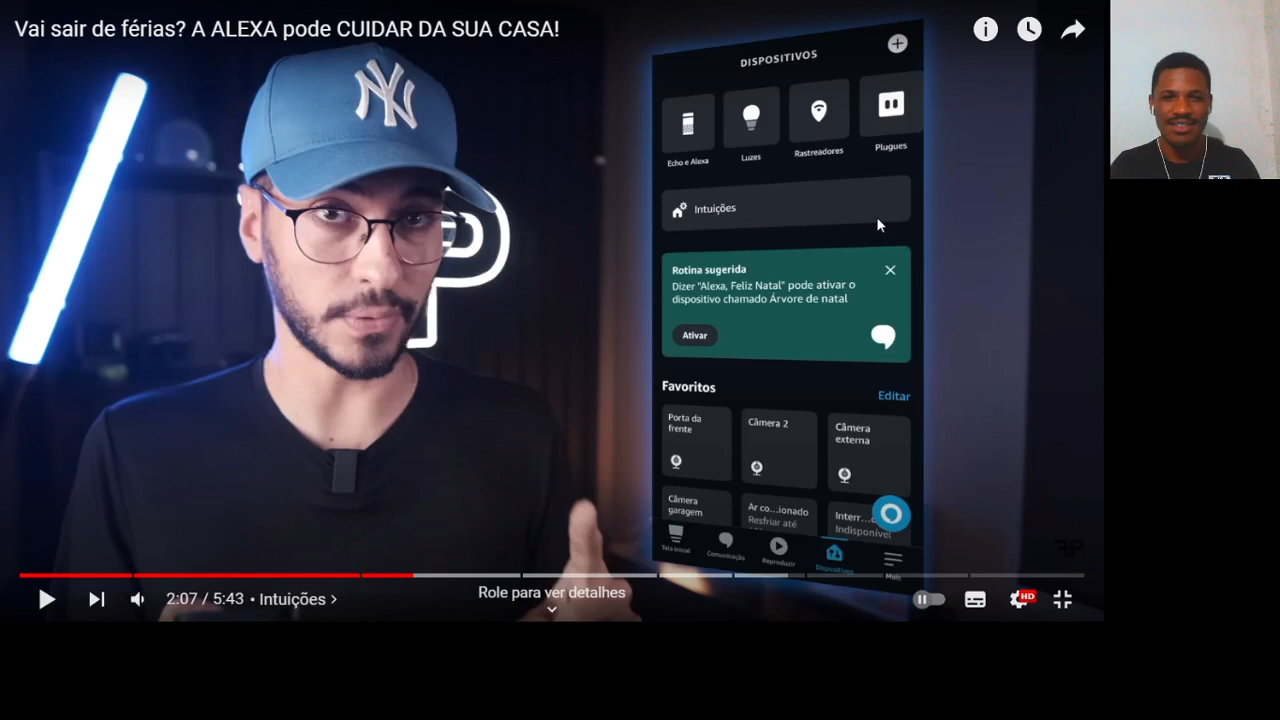 Vai sair de férias? A ALEXA pode CUIDAR DA SUA CASA!
NY
DISPOSITIVOS
Echo e Alexa
Luzes
Rastreadores
Plugues
Intuições
Rotina sugerida
Dizer "Alexa, Feliz Natal" pode ativar o
dispositivo chamado Árvore de natal
Ativar
Favoritos
Editar
Porta da
frente
Câmera 2
Câmera
externa
Câmera
garagem
Ar co...ionado
Resfriar até
Interr...
Indisponível
Tela inicial
Comunicação
Reproduzir
Dispositivos
Mais
2:07 / 5:43 • Intuições
Role para ver detalhes
HD